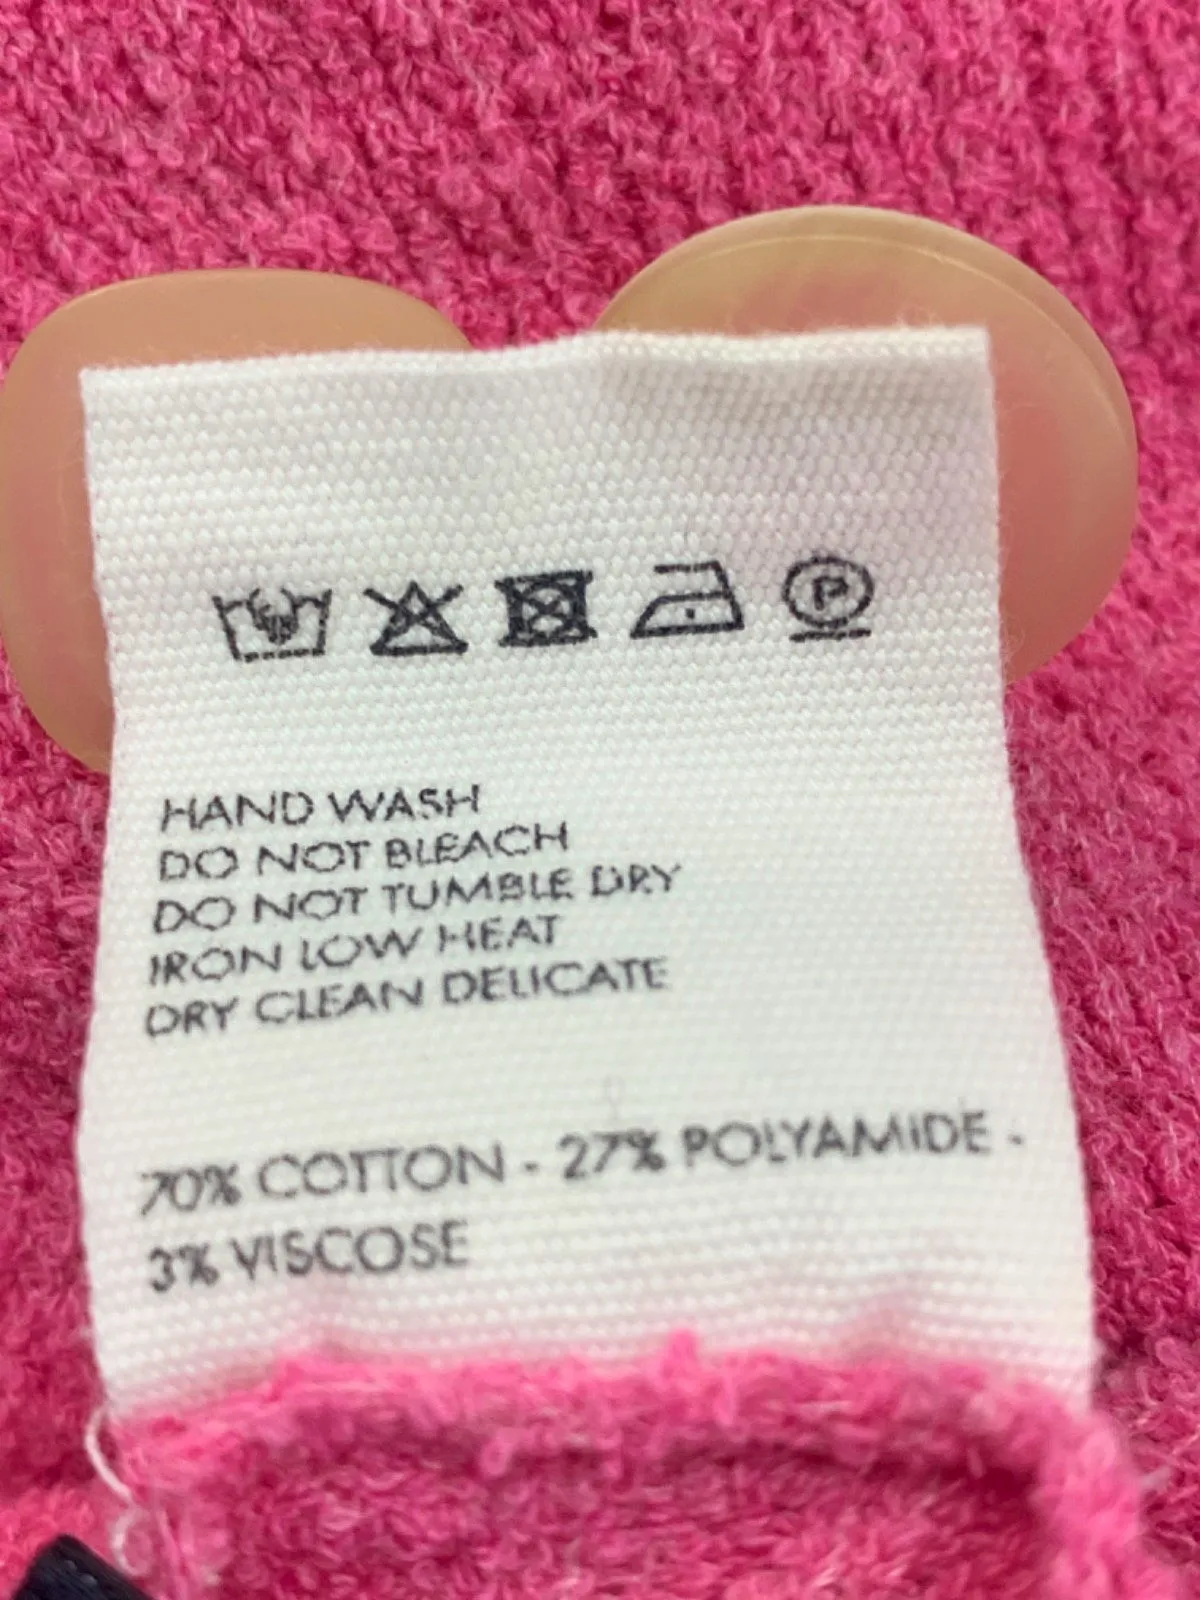 P
HAND WASH
DO NOT BLEACH
DO NOT TUMBLE DRY
IRON LOW HEAT
DRY CLEAN DELICATE
70% COTTON - 27% POLYAMIDE -
3% VISCOSE